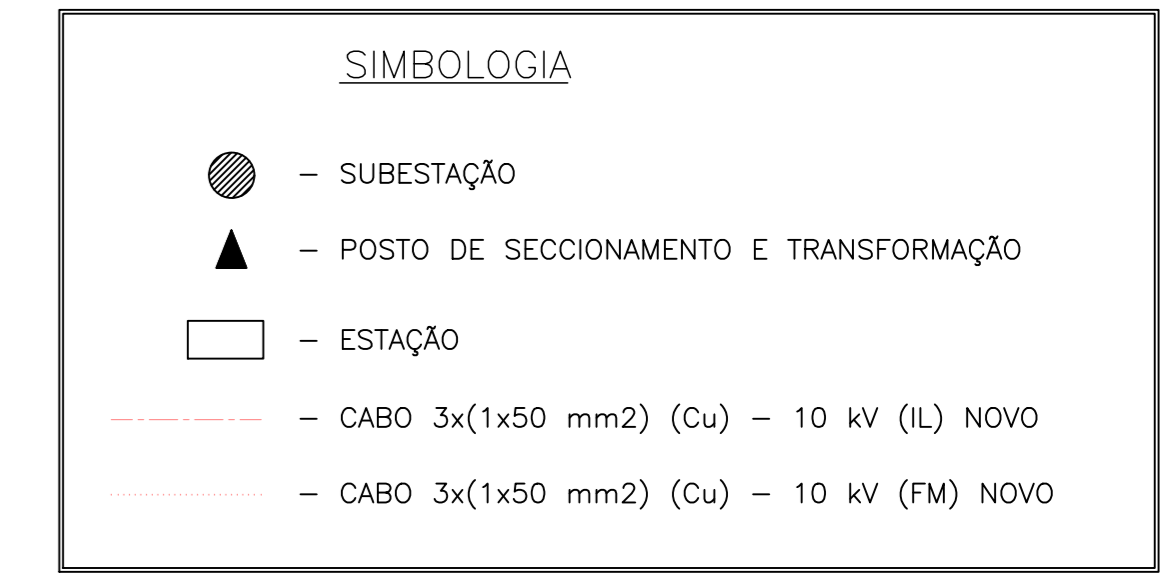 SIMBOLOGIA
– SUBESTAÇÃO
– POSTO DE SECCIONAMENTO E TRANSFORMAÇÃO
– ESTAÇÃO
– CABO 3x(1x50 mm2) (Cu) – 10 kV (IL) NOVO
– CABO 3x(1x50 mm2) (Cu) – 10 kV (FM) NOVO